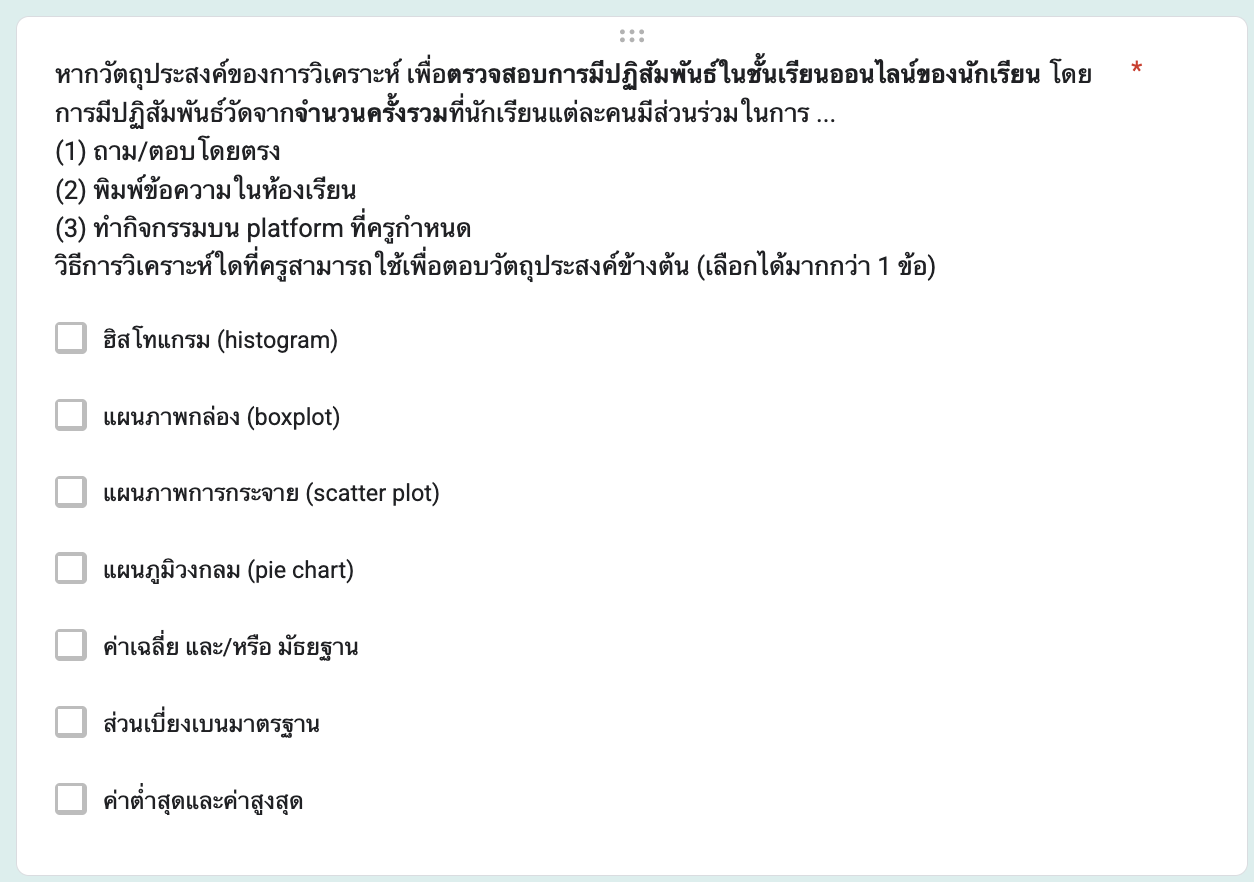 หากวัตถุประสงค์ของการวิเคราะห์ เพื่อตรวจสอบการมีปฏิสัมพันธ์ในชั้นเรียนออนไลน์ของนักเรียน โดย *
การมีปฏิสัมพันธ์วัดจากจำนวนครั้งรวมที่นักเรียนแต่ละคนมีส่วนร่วมในการ ...
(1) ถาม/ตอบโดยตรง
(2) พิมพ์ข้อความในห้องเรียน
(3) ทำกิจกรรมบน platform ที่ครูกำหนด
วิธีการวิเคราะห์ใดที่ครูสามารถใช้เพื่อตอบวัตถุประสงค์ข้างต้น (เลือกได้มากกว่า 1 ข้อ)
ฮิสโทแกรม (histogram)
แผนภาพกล่อง (boxplot)
แผนภาพการกระจาย (scatter plot)
แผนภูมิวงกลม (pie chart)
ค่าเฉลี่ย และ/หรือ มัธยฐาน
ส่วนเบี่ยงเบนมาตรฐาน
ค่าต่ำสุดและค่าสูงสุด